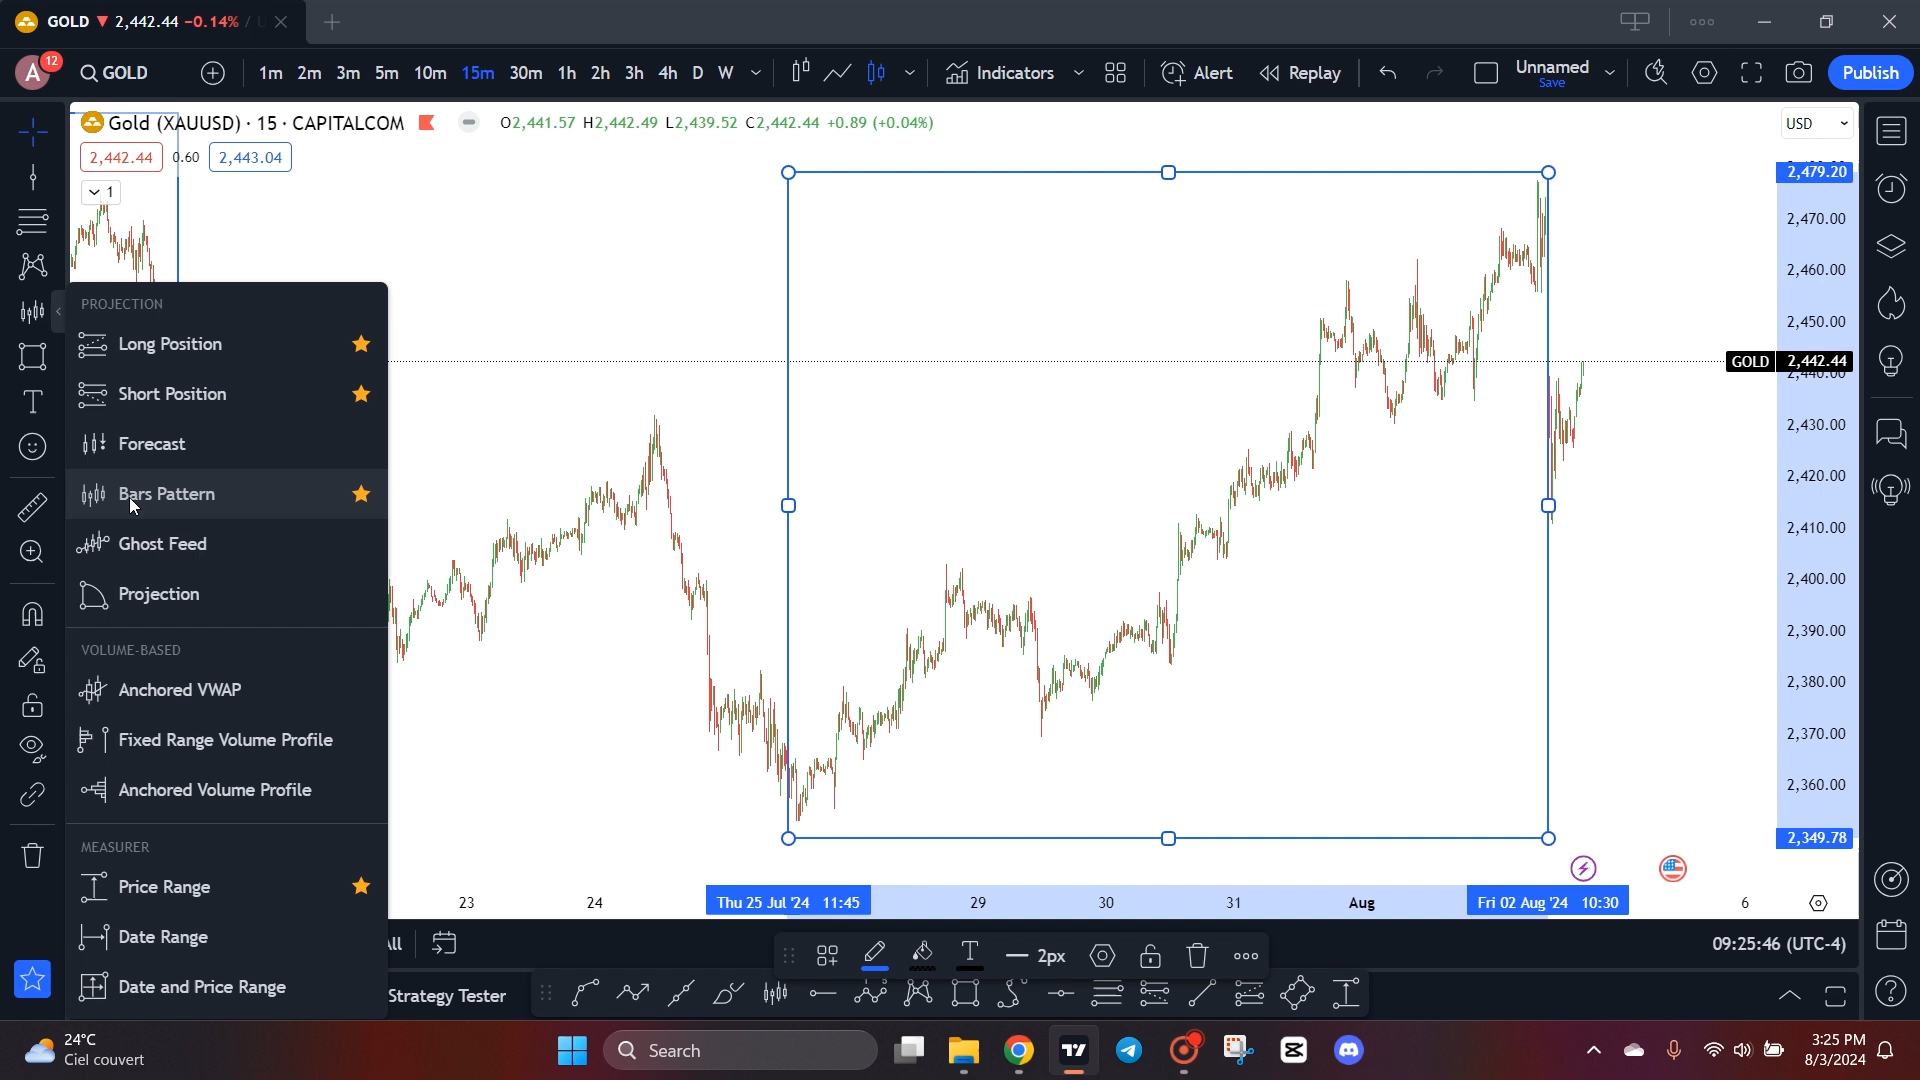 GOLD ▼ 2,442.44 −0.14% / U
A 12 GOLD 1m 2m 3m 5m 10m 15m 30m 1h 2h 3h 4h D W Indicators Alert Replay Unnamed Publish
Save
Gold (XAUUSD) · 15 · CAPITALCOM O2,441.57 H2,442.49 L2,439.52 C2,442.44 +0.89 (+0.04%) USD
2,442.44 0.60 2,443.04
2,479.20
1
2,470.00
2,460.00
PROJECTION
2,450.00
Long Position
GOLD 2,442.44
2,440.00
Short Position
2,430.00
Forecast
2,420.00
Bars Pattern
2,410.00
Ghost Feed
2,400.00
Projection
2,390.00
VOLUME-BASED
2,380.00
Anchored VWAP
2,370.00
Fixed Range Volume Profile
2,360.00
Anchored Volume Profile
2,349.78
MEASURER
Price Range
23 24 Thu 25 Jul '24 11:45 29 30 31 Aug Fri 02 Aug '24 10:30 6
Date Range
All 2px 09:25:46 (UTC-4)
Date and Price Range
Strategy Tester
24°C
Ciel couvert
Search
3:25 PM
8/3/2024